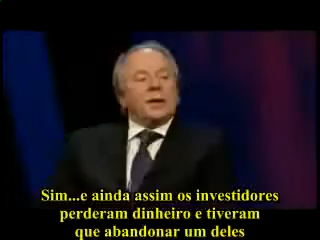 Sim...e ainda assim os investidores
perderam dinheiro e tiveram
que abandonar um deles